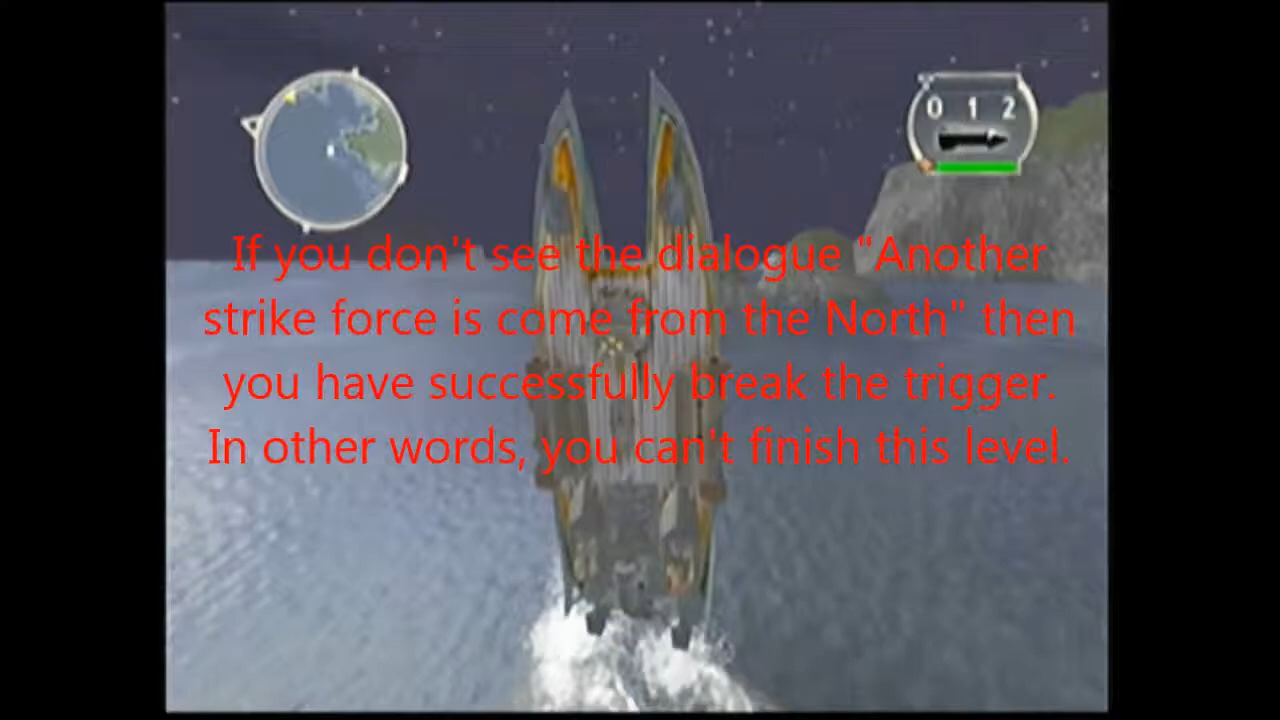 0 1 2
If you don't see the dialogue "Another
strike force is come from the North" then
you have successfully break the trigger.
In other words, you can't finish this level.